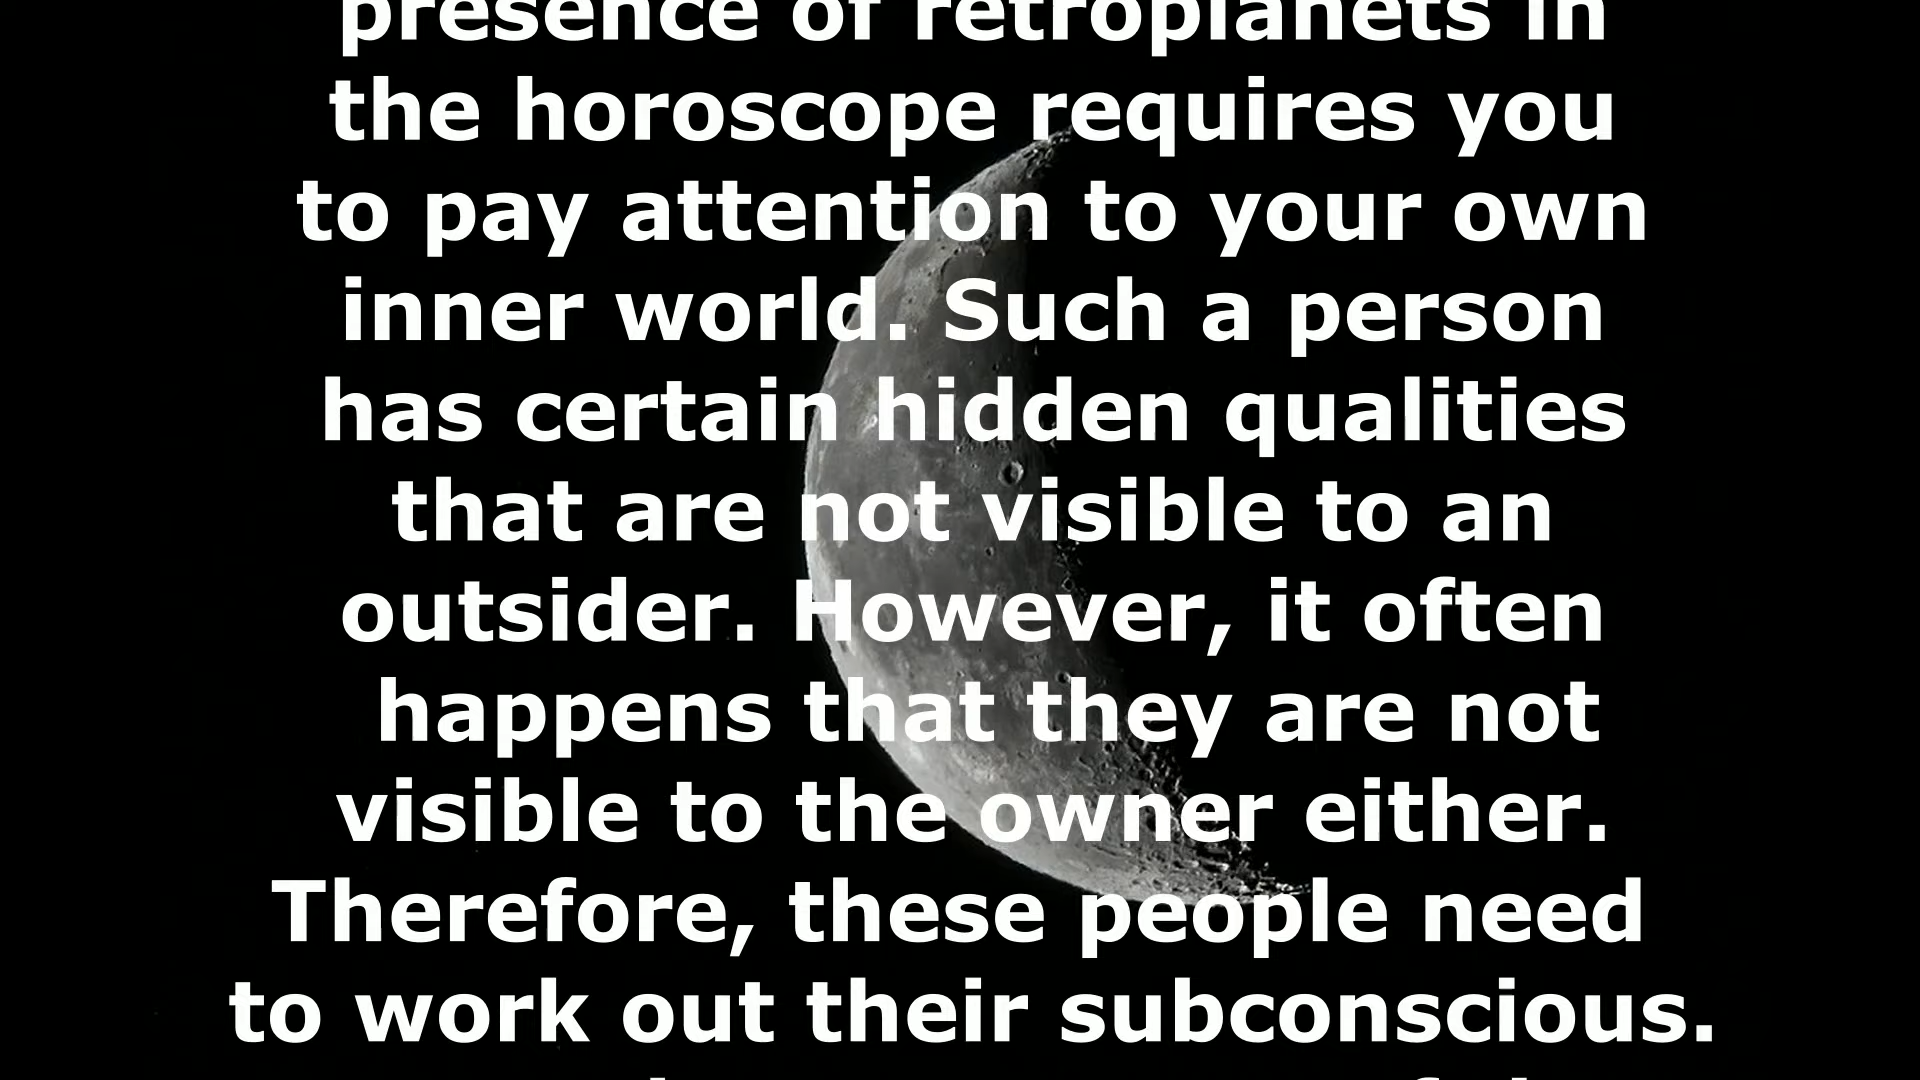 presence of retroplanets in
the horoscope requires you
to pay attention to your own
inner world. Such a person
has certain hidden qualities
that are not visible to an
outsider. However, it often
happens that they are not
visible to the owner either.
Therefore, these people need
to work out their subconscious.